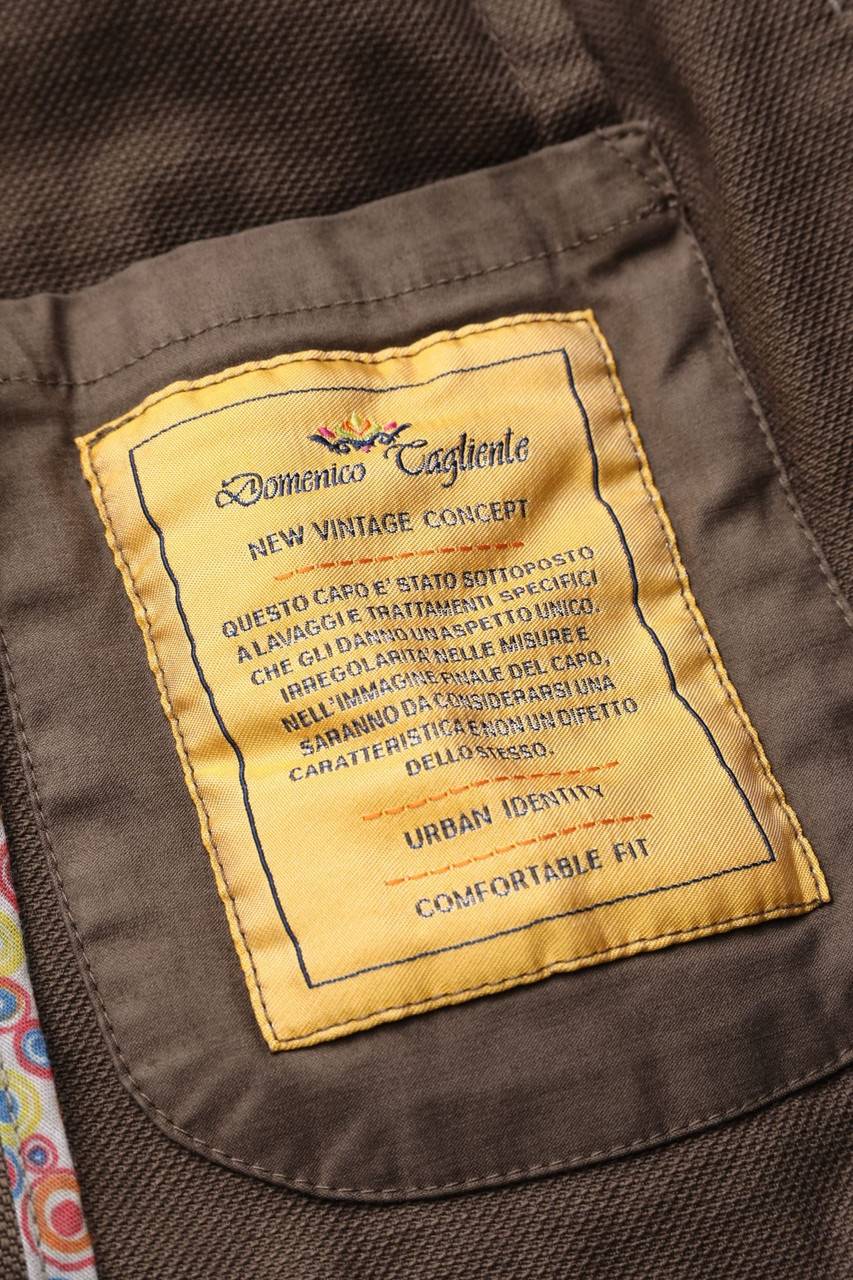 Domenico Tagliente
NEW VINTAGE CONCEPT
QUESTO CAPO E' STATO SOTTOPOSTO
A LAVAGGI E TRATTAMENTI SPECIFICI
CHE GLI DANNO UN ASPETTO UNICO.
IRREGOLARITA' NELLE MISURE E
NELL'IMMAGINE FINALE DEL CAPO,
SARANNO DA CONSIDERARSI UNA
CARATTERISTICA E NON UN DIFETTO
DELLO STESSO.
URBAN IDENTITY
COMFORTABLE FIT